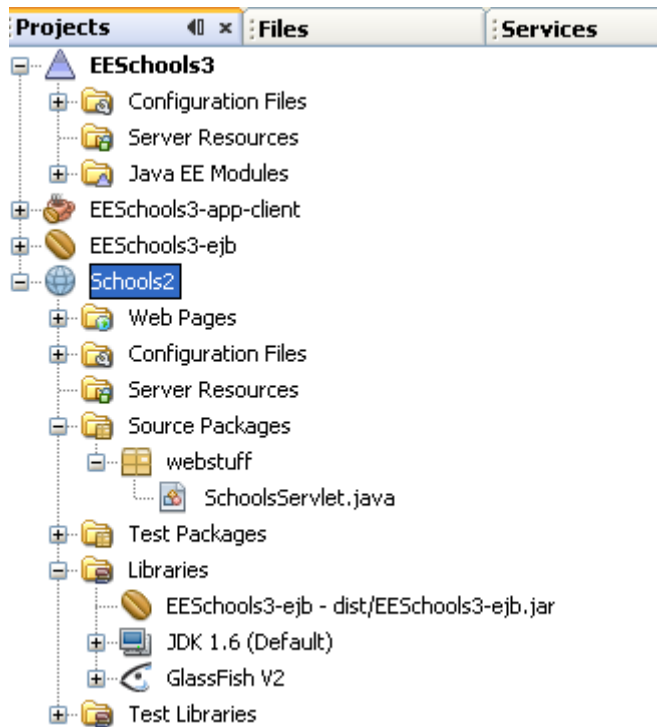 Projects Files Services
EESchools3
Configuration Files
Server Resources
Java EE Modules
EESchools3-app-client
EESchools3-ejb
Schools2
Web Pages
Configuration Files
Server Resources
Source Packages
webstuff
SchoolsServlet.java
Test Packages
Libraries
EESchools3-ejb - dist/EESchools3-ejb.jar
JDK 1.6 (Default)
GlassFish V2
Test Libraries